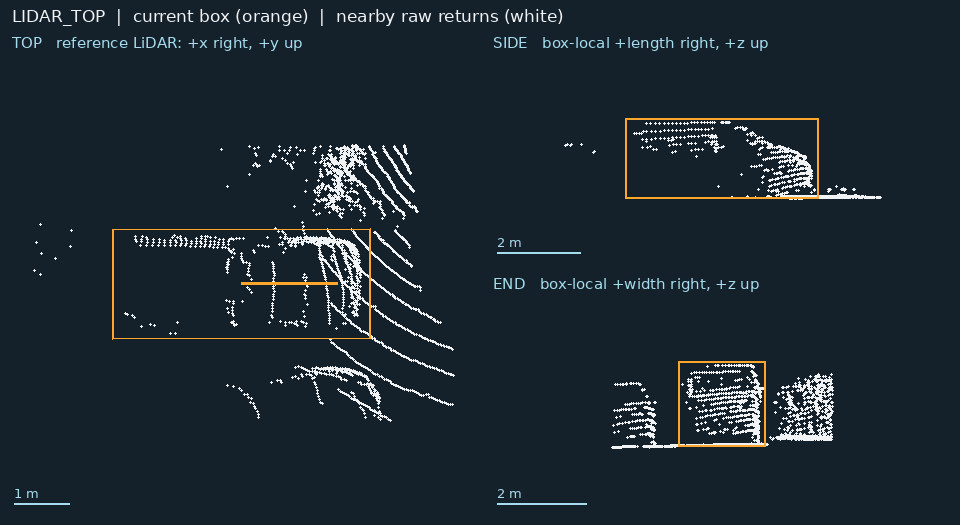 LIDAR_TOP  |  current box (orange)  |  nearby raw returns (white)
TOP   reference LiDAR: +x right, +y up
SIDE   box-local +length right, +z up
2 m
END   box-local +width right, +z up
1 m
2 m